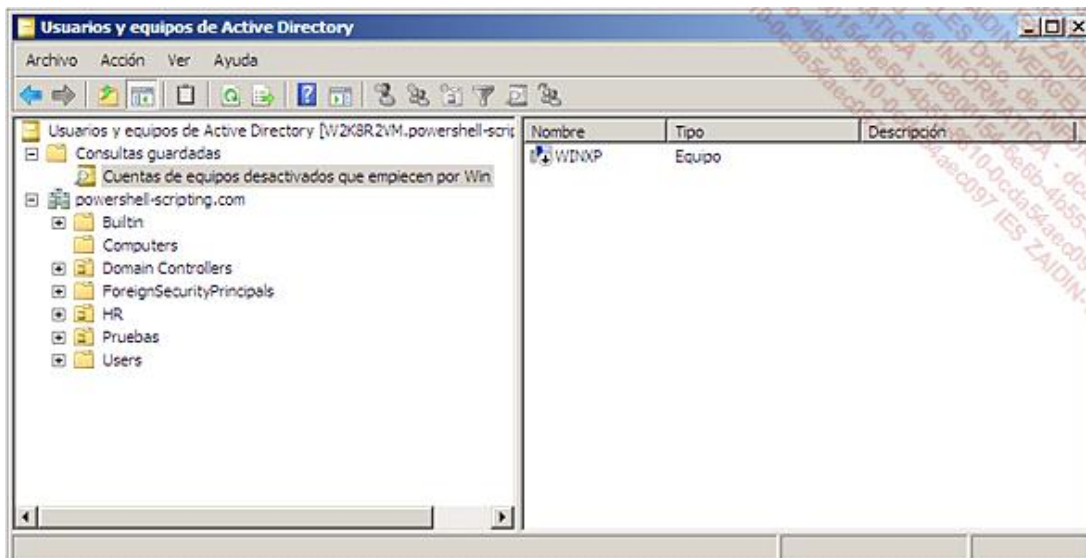 Usuarios y equipos de Active Directory
Archivo Acción Ver Ayuda
Usuarios y equipos de Active Directory [W2K8R2VM.powershell-scrip
Consultas guardadas
Cuentas de equipos desactivados que empiecen por Win
powershell-scripting.com
Builtin
Computers
Domain Controllers
ForeignSecurityPrincipals
HR
Pruebas
Users
Nombre Tipo Descripción
WINXP Equipo